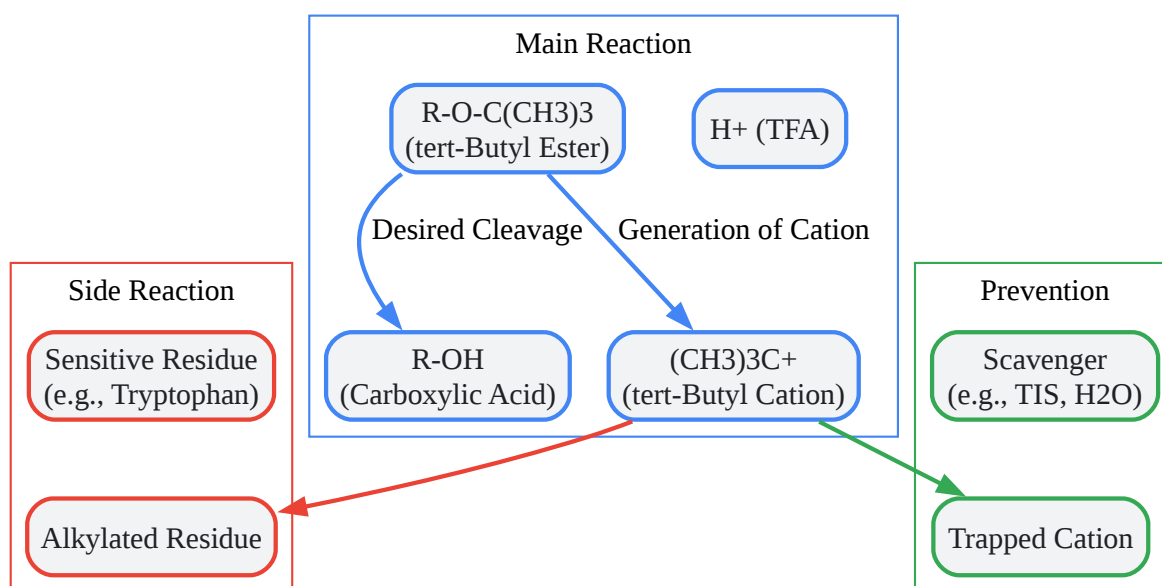 Main Reaction
R-O-C(CH3)3
(tert-Butyl Ester)
H+ (TFA)
Desired Cleavage
Generation of Cation
Side Reaction
Sensitive Residue
(e.g., Tryptophan)
R-OH
(Carboxylic Acid)
(CH3)3C+
(tert-Butyl Cation)
Prevention
Scavenger
(e.g., TIS, H2O)
Alkylated Residue
Trapped Cation